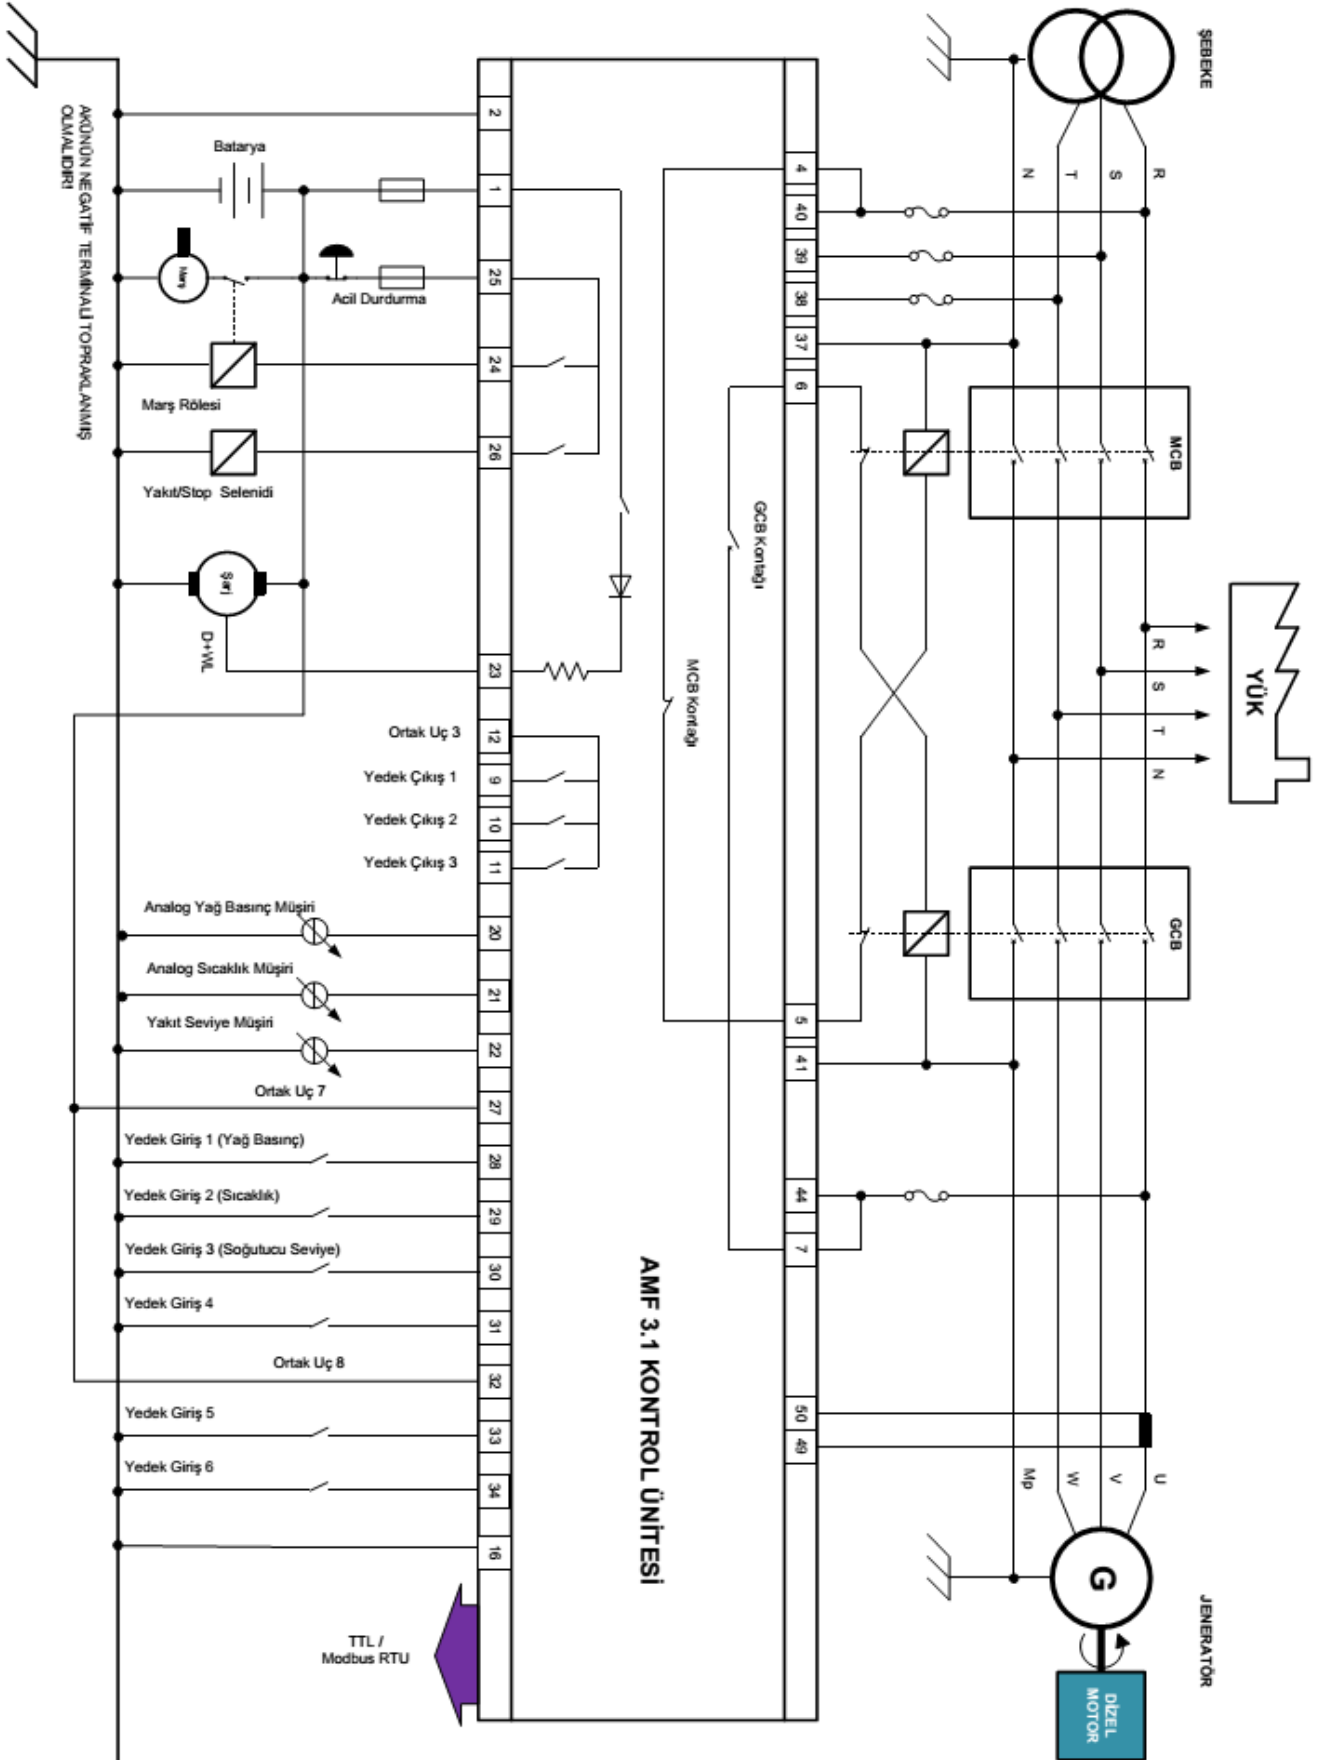 ŞEBEKE
R
S
T
N
MCB
YÜK
R
S
T
N
GCB
U
V
W
Mp
G
JENERATÖR
DİZEL
MOTOR
4
40
39
38
37
6
5
41
44
7
50
49
GCB Kontağı
MCB Kontağı
AMF 3.1 KONTROL ÜNİTESİ
2
1
25
24
26
23
12
9
10
11
20
21
22
27
28
29
30
31
32
33
34
16
AKÜNÜN NEGATİF TERMİNALİ TOPRAKLANMIŞ
OLMALIDIR!
Batarya
Marş
Acil Durdurma
Marş Rölesi
Yakıt/Stop Selenidi
Şarj
D+WL
Ortak Uç 3
Yedek Çıkış 1
Yedek Çıkış 2
Yedek Çıkış 3
Analog Yağ Basınç Müşiri
Analog Sıcaklık Müşiri
Yakıt Seviye Müşiri
Ortak Uç 7
Yedek Giriş 1 (Yağ Basınç)
Yedek Giriş 2 (Sıcaklık)
Yedek Giriş 3 (Soğutucu Seviye)
Yedek Giriş 4
Ortak Uç 8
Yedek Giriş 5
Yedek Giriş 6
TTL /
Modbus RTU